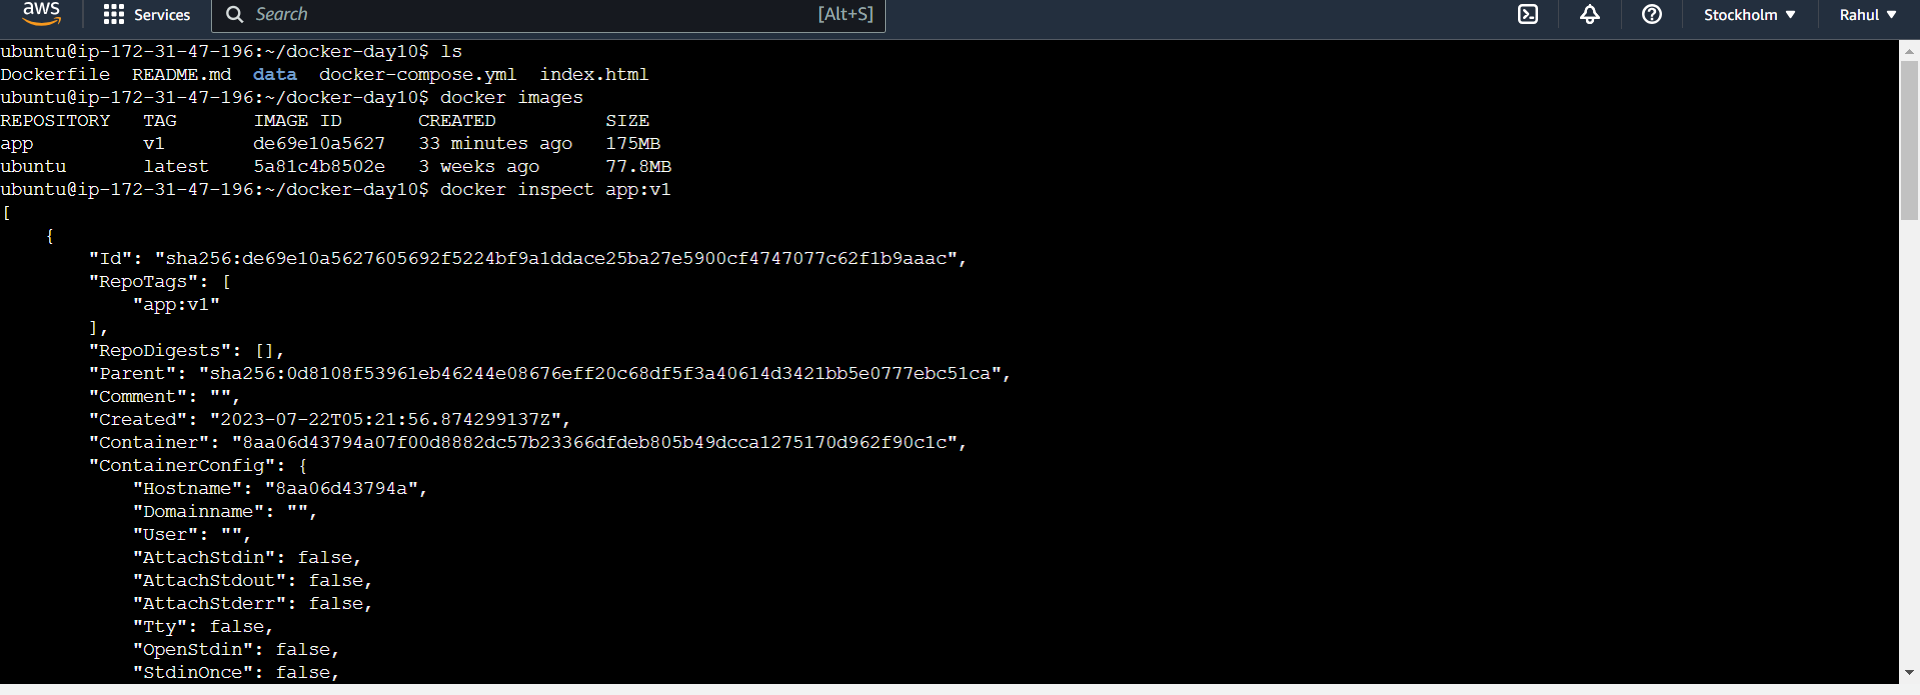 aws Services Search [Alt+S] Stockholm Rahul
ubuntu@ip-172-31-47-196:~/docker-day10$ ls
Dockerfile  README.md  data  docker-compose.yml  index.html
ubuntu@ip-172-31-47-196:~/docker-day10$ docker images
REPOSITORY   TAG       IMAGE ID       CREATED          SIZE
app          v1        de69e10a5627   33 minutes ago   175MB
ubuntu       latest    5a81c4b8502e   3 weeks ago      77.8MB
ubuntu@ip-172-31-47-196:~/docker-day10$ docker inspect app:v1
[
    {
        "Id": "sha256:de69e10a5627605692f5224bf9a1ddace25ba27e5900cf4747077c62f1b9aaac",
        "RepoTags": [
            "app:v1"
        ],
        "RepoDigests": [],
        "Parent": "sha256:0d8108f53961eb46244e08676eff20c68df5f3a40614d3421bb5e0777ebc51ca",
        "Comment": "",
        "Created": "2023-07-22T05:21:56.874299137Z",
        "Container": "8aa06d43794a07f00d8882dc57b23366dfdeb805b49dcca1275170d962f90c1c",
        "ContainerConfig": {
            "Hostname": "8aa06d43794a",
            "Domainname": "",
            "User": "",
            "AttachStdin": false,
            "AttachStdout": false,
            "AttachStderr": false,
            "Tty": false,
            "OpenStdin": false,
            "StdinOnce": false,